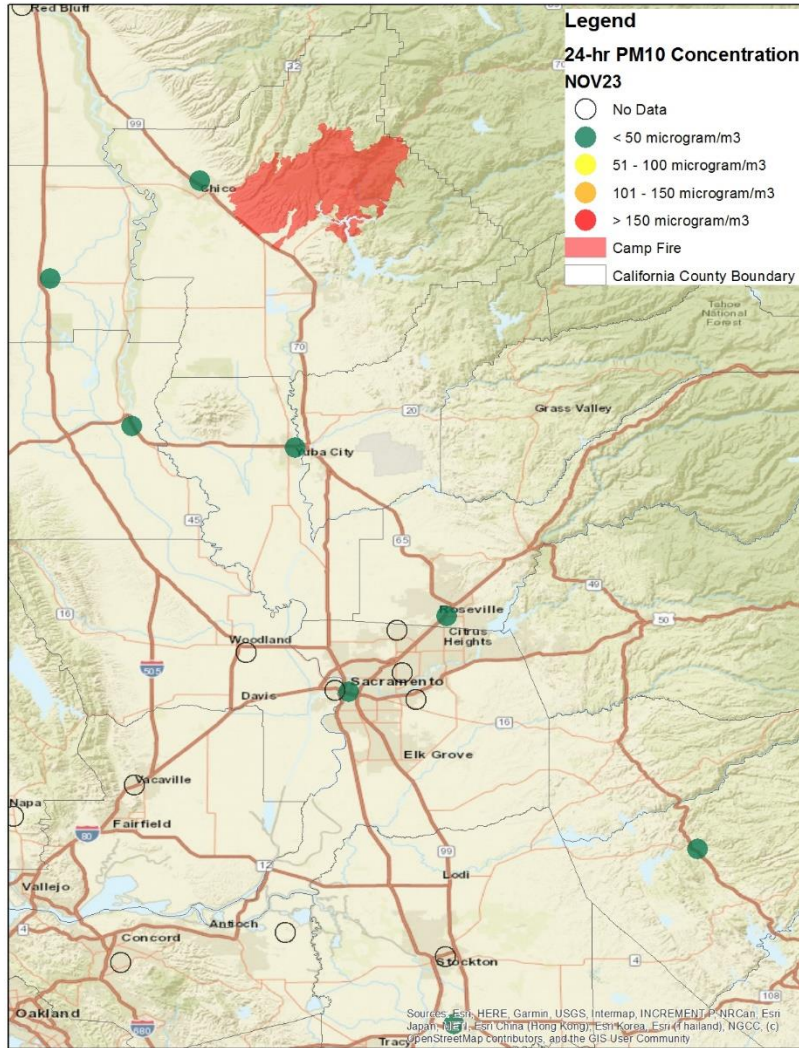 Red Bluff
Legend
24-hr PM10 Concentration
NOV23
No Data
< 50 microgram/m3
51 - 100 microgram/m3
101 - 150 microgram/m3
> 150 microgram/m3
Camp Fire
California County Boundary
32
70
99
Chico
Tahoe
National
Forest
70
20
Grass Valley
Yuba City
45
65
49
16
Roseville
50
Woodland
Citrus
Heights
505
Sacramento
Davis
16
Elk Grove
Vacaville
Napa
Fairfield
80
99
12
Lodi
Vallejo
4
Antioch
Concord
Stockton
4
108
Oakland
680
Tracy
Sources: Esri, HERE, Garmin, USGS, Intermap, INCREMENT P, NRCan, Esri
Japan, METI, Esri China (Hong Kong), Esri Korea, Esri (Thailand), NGCC, (c)
OpenStreetMap contributors, and the GIS User Community